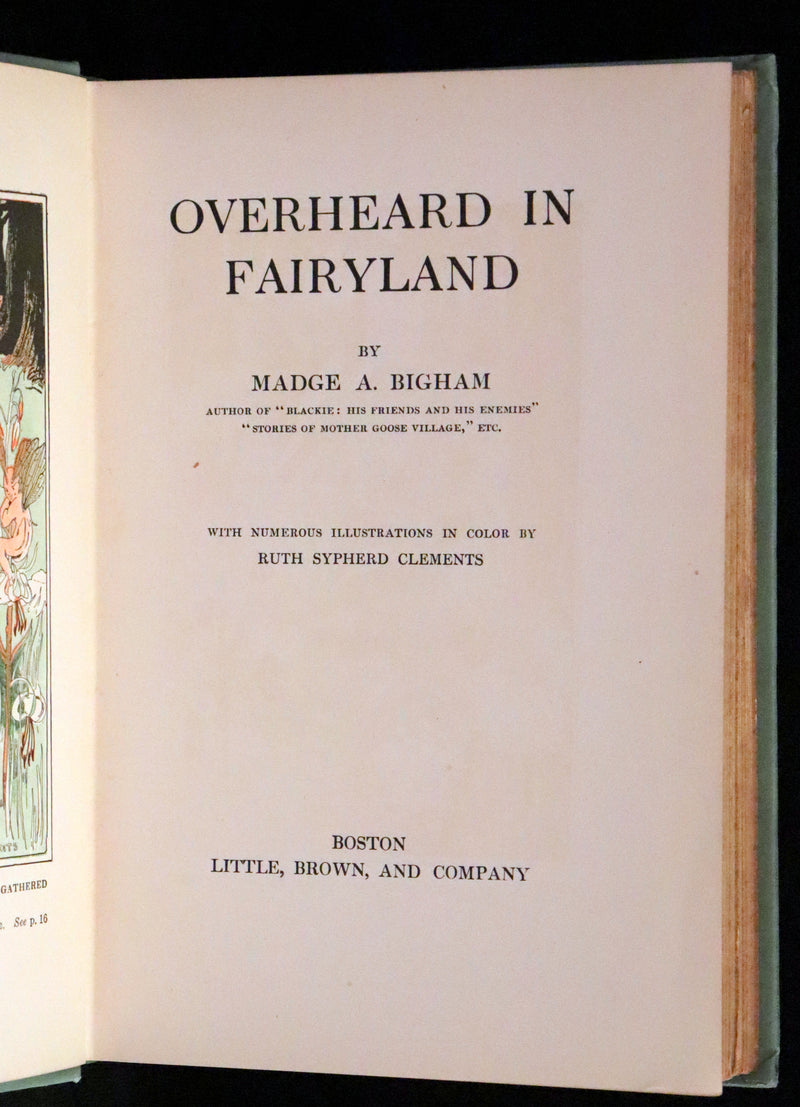 GATHERED
See p. 16
OVERHEARD IN
FAIRYLAND
BY
MADGE A. BIGHAM
AUTHOR OF "BLACKIE: HIS FRIENDS AND HIS ENEMIES"
"STORIES OF MOTHER GOOSE VILLAGE," ETC.
WITH NUMEROUS ILLUSTRATIONS IN COLOR BY
RUTH SYPHERD CLEMENTS
BOSTON
LITTLE, BROWN, AND COMPANY